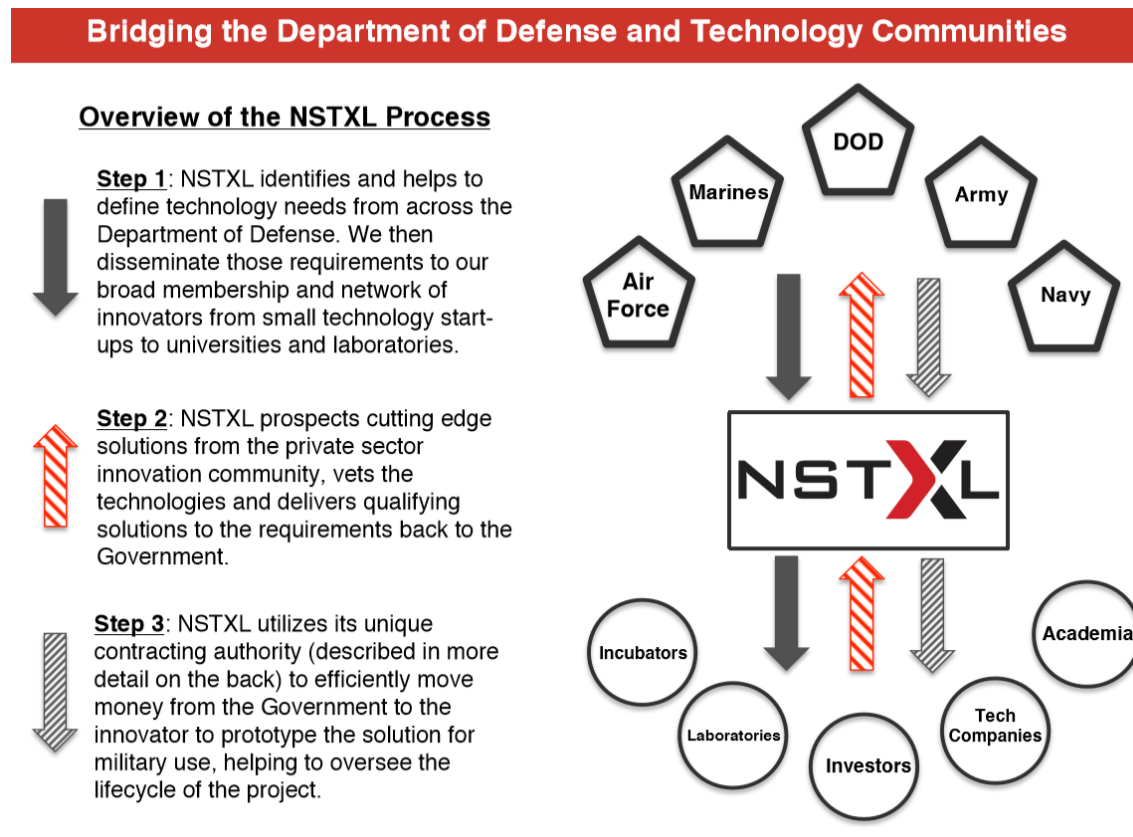 Bridging the Department of Defense and Technology Communities
Overview of the NSTXL Process
Step 1: NSTXL identifies and helps to
define technology needs from across the
Department of Defense. We then
disseminate those requirements to our
broad membership and network of
innovators from small technology start-
ups to universities and laboratories.
Step 2: NSTXL prospects cutting edge
solutions from the private sector
innovation community, vets the
technologies and delivers qualifying
solutions to the requirements back to the
Government.
Step 3: NSTXL utilizes its unique
contracting authority (described in more
detail on the back) to efficiently move
money from the Government to the
innovator to prototype the solution for
military use, helping to oversee the
lifecycle of the project.
Air
Force
Marines
DOD
Army
Navy
NSTXL
Incubators
Laboratories
Investors
Tech
Companies
Academia